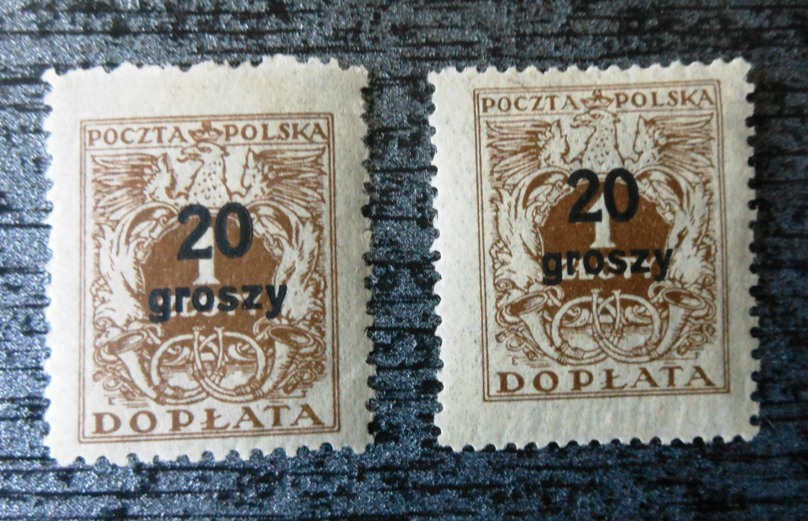 POCZTA POLSKA
20
1
groszy
DOPŁATA
POCZTA POLSKA
20
1
groszy
DOPŁATA